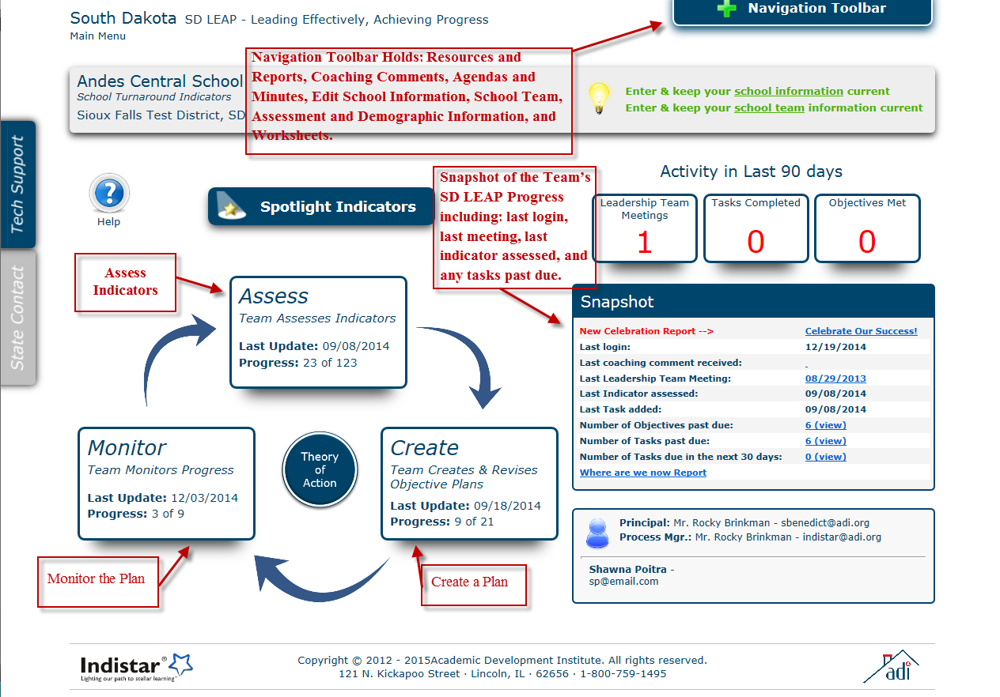 South Dakota SD LEAP - Leading Effectively, Achieving Progress
Main Menu
Navigation Toolbar
Navigation Toolbar Holds: Resources and
Reports, Coaching Comments, Agendas and
Minutes, Edit School Information, School Team,
Assessment and Demographic Information, and
Worksheets.
Andes Central School
School Turnaround Indicators
Sioux Falls Test District, SD
Enter & keep your school information current
Enter & keep your school team information current
Tech Support
State Contact
Help
Spotlight Indicators
Snapshot of the Team's
SD LEAP Progress
including: last login,
last meeting, last
indicator assessed, and
any tasks past due.
Activity in Last 90 days
Leadership Team
Meetings
1
Tasks Completed
0
Objectives Met
0
Assess
Indicators
Assess
Team Assesses Indicators
Last Update: 09/08/2014
Progress: 23 of 123
Monitor
Team Monitors Progress
Last Update: 12/03/2014
Progress: 3 of 9
Theory
of
Action
Create
Team Creates & Revises
Objective Plans
Last Update: 09/18/2014
Progress: 9 of 21
Monitor the Plan
Create a Plan
Snapshot
New Celebration Report --> Celebrate Our Success!
Last login: 12/19/2014
Last coaching comment received:
Last Leadership Team Meeting: 08/29/2013
Last Indicator assessed: 09/08/2014
Last Task added: 09/08/2014
Number of Objectives past due: 6 (view)
Number of Tasks past due: 6 (view)
Number of Tasks due in the next 30 days: 0 (view)
Where are we now Report
Principal: Mr. Rocky Brinkman - sbenedict@adi.org
Process Mgr.: Mr. Rocky Brinkman - indistar@adi.org
Shawna Poitra -
sp@email.com
Indistar®
Lighting our path to stellar learning™
Copyright © 2012 - 2015Academic Development Institute. All rights reserved.
121 N. Kickapoo Street · Lincoln, IL · 62656 · 1-800-759-1495
adi